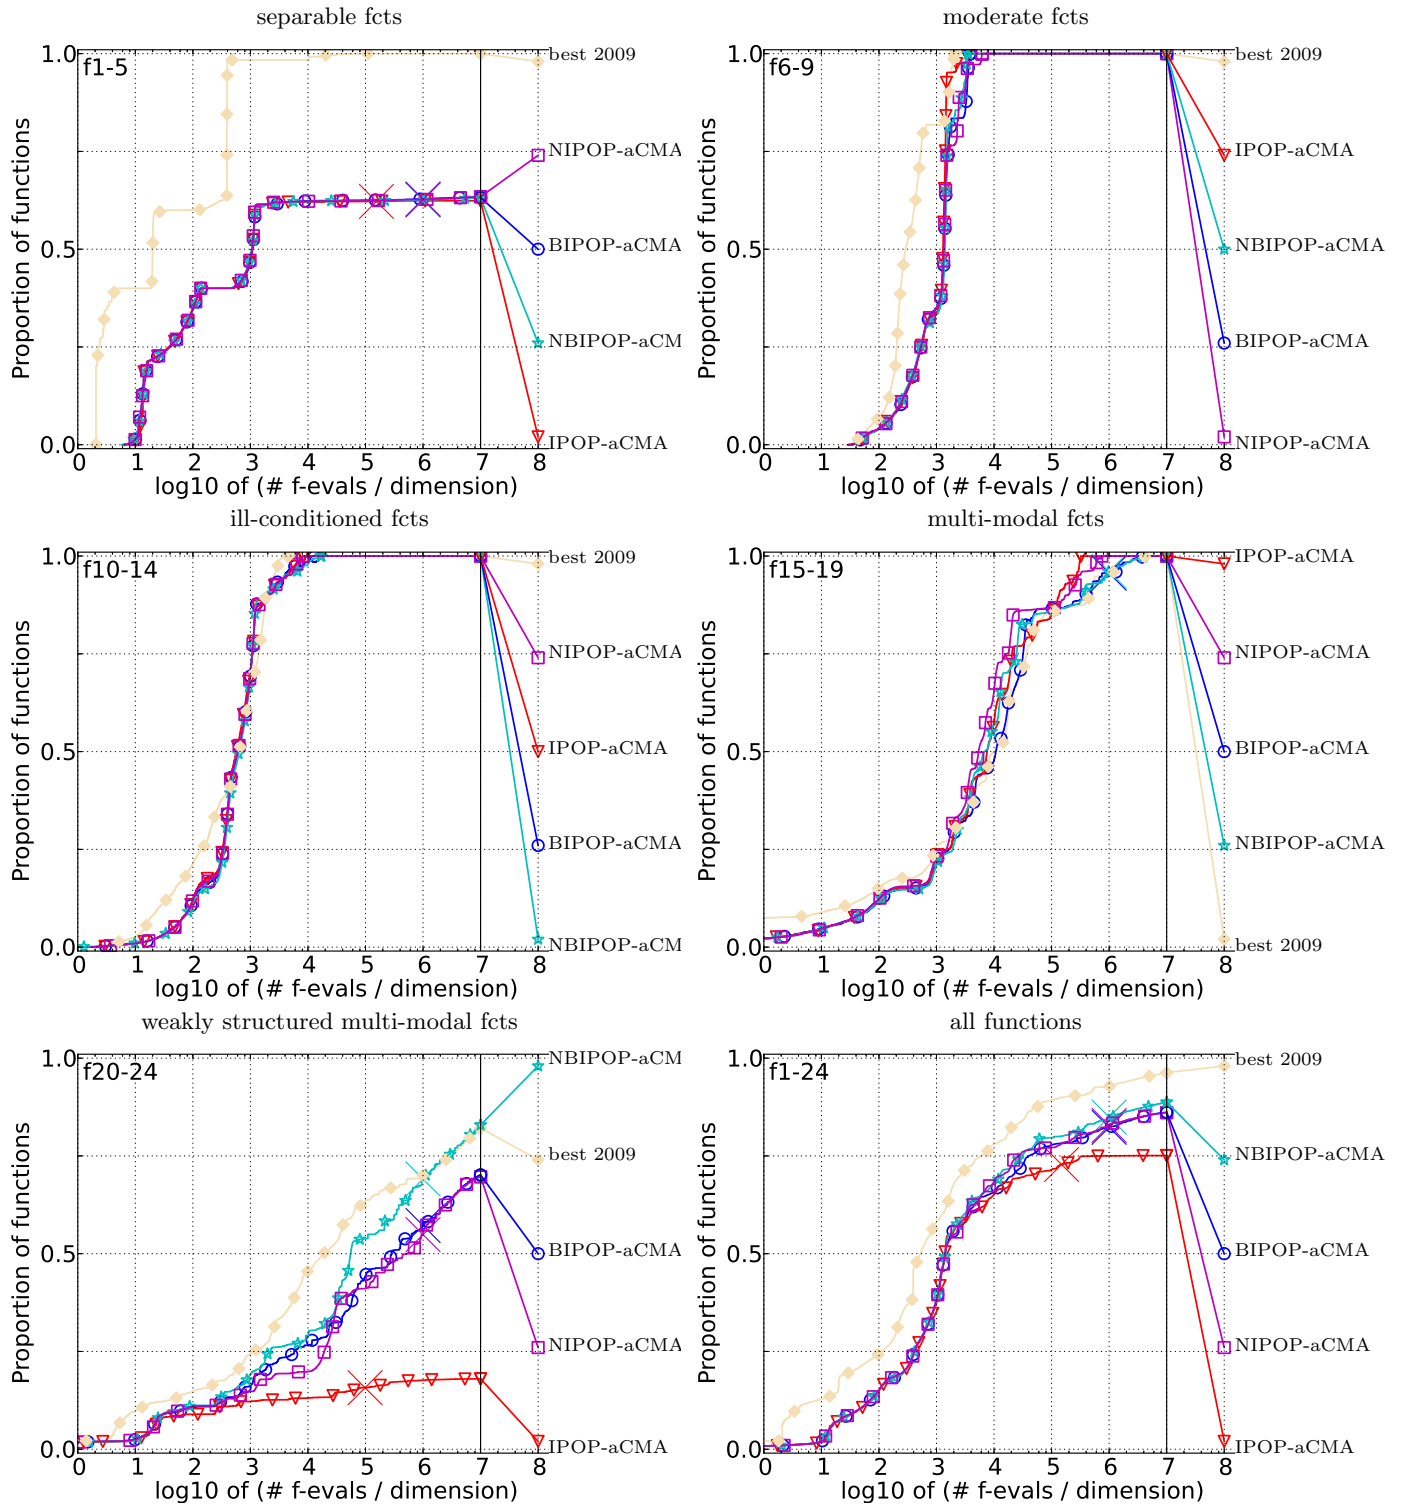 separable fcts
f1-5
1.0
0.5
0.0
Proportion of functions
0 1 2 3 4 5 6 7 8
log10 of (# f-evals / dimension)
best 2009
NIPOP-aCMA
BIPOP-aCMA
NBIPOP-aCM
IPOP-aCMA
moderate fcts
f6-9
1.0
0.5
0.0
Proportion of functions
0 1 2 3 4 5 6 7 8
log10 of (# f-evals / dimension)
best 2009
IPOP-aCMA
NBIPOP-aCMA
BIPOP-aCMA
NIPOP-aCMA
ill-conditioned fcts
f10-14
1.0
0.5
0.0
Proportion of functions
0 1 2 3 4 5 6 7 8
log10 of (# f-evals / dimension)
best 2009
NIPOP-aCMA
IPOP-aCMA
BIPOP-aCMA
NBIPOP-aCM
multi-modal fcts
f15-19
1.0
0.5
0.0
Proportion of functions
0 1 2 3 4 5 6 7 8
log10 of (# f-evals / dimension)
IPOP-aCMA
NIPOP-aCMA
BIPOP-aCMA
NBIPOP-aCMA
best 2009
weakly structured multi-modal fcts
f20-24
1.0
0.5
0.0
Proportion of functions
0 1 2 3 4 5 6 7 8
log10 of (# f-evals / dimension)
NBIPOP-aCM
best 2009
BIPOP-aCMA
NIPOP-aCMA
IPOP-aCMA
all functions
f1-24
1.0
0.5
0.0
Proportion of functions
0 1 2 3 4 5 6 7 8
log10 of (# f-evals / dimension)
best 2009
NBIPOP-aCMA
BIPOP-aCMA
NIPOP-aCMA
IPOP-aCMA